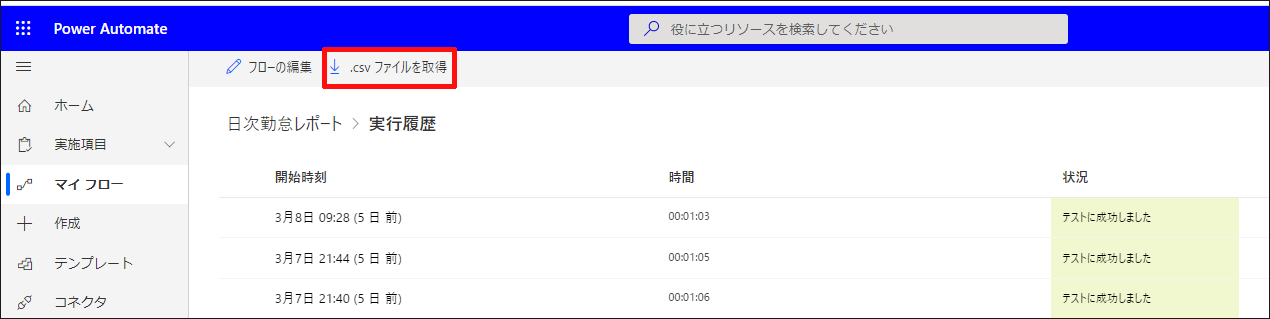 Power Automate
役に立つリソースを検索してください
フローの編集
.csv ファイルを取得
ホーム
実施項目
マイ フロー
作成
テンプレート
コネクタ
日次勤怠レポート > 実行履歴
開始時刻 時間 状況
3月8日 09:28 (5 日 前) 00:01:03 テストに成功しました
3月7日 21:44 (5 日 前) 00:01:05 テストに成功しました
3月7日 21:40 (5 日 前) 00:01:06 テストに成功しました